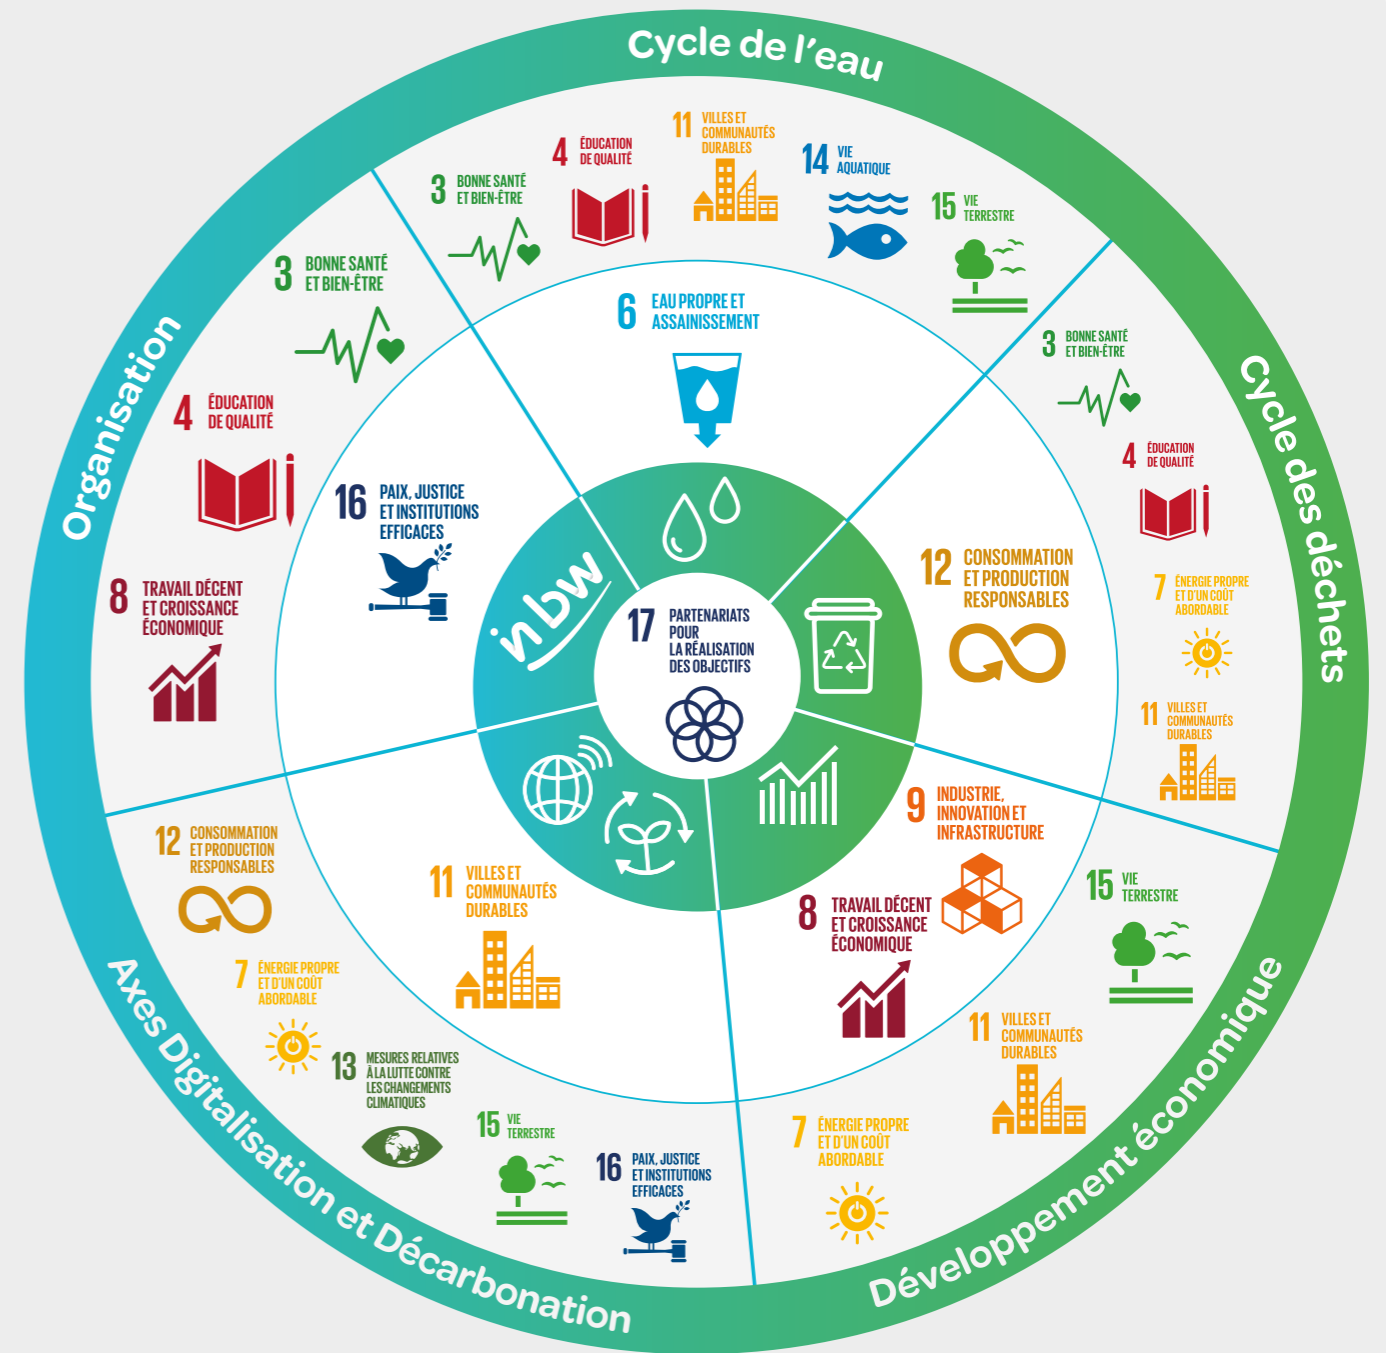 Cycle de l'eau
3 BONNE SANTÉ
ET BIEN-ÊTRE
4 ÉDUCATION
DE QUALITÉ
11 VILLES ET
COMMUNAUTÉS
DURABLES
14 VIE
AQUATIQUE
15 VIE
TERRESTRE
6 EAU PROPRE ET
ASSAINISSEMENT
Cycle des déchets
3 BONNE SANTÉ
ET BIEN-ÊTRE
4 ÉDUCATION
DE QUALITÉ
7 ÉNERGIE PROPRE
ET D'UN COÛT
ABORDABLE
11 VILLES ET
COMMUNAUTÉS
DURABLES
12 CONSOMMATION
ET PRODUCTION
RESPONSABLES
Développement économique
9 INDUSTRIE,
INNOVATION ET
INFRASTRUCTURE
8 TRAVAIL DÉCENT
ET CROISSANCE
ÉCONOMIQUE
15 VIE
TERRESTRE
11 VILLES ET
COMMUNAUTÉS
DURABLES
7 ÉNERGIE PROPRE
ET D'UN COÛT
ABORDABLE
Axes Digitalisation et Décarbonation
11 VILLES ET
COMMUNAUTÉS
DURABLES
12 CONSOMMATION
ET PRODUCTION
RESPONSABLES
7 ÉNERGIE PROPRE
ET D'UN COÛT
ABORDABLE
13 MESURES RELATIVES
À LA LUTTE CONTRE
LES CHANGEMENTS
CLIMATIQUES
15 VIE
TERRESTRE
16 PAIX, JUSTICE
ET INSTITUTIONS
EFFICACES
Organisation
3 BONNE SANTÉ
ET BIEN-ÊTRE
4 ÉDUCATION
DE QUALITÉ
8 TRAVAIL DÉCENT
ET CROISSANCE
ÉCONOMIQUE
16 PAIX, JUSTICE
ET INSTITUTIONS
EFFICACES
in bw
17 PARTENARIATS
POUR
LA RÉALISATION
DES OBJECTIFS